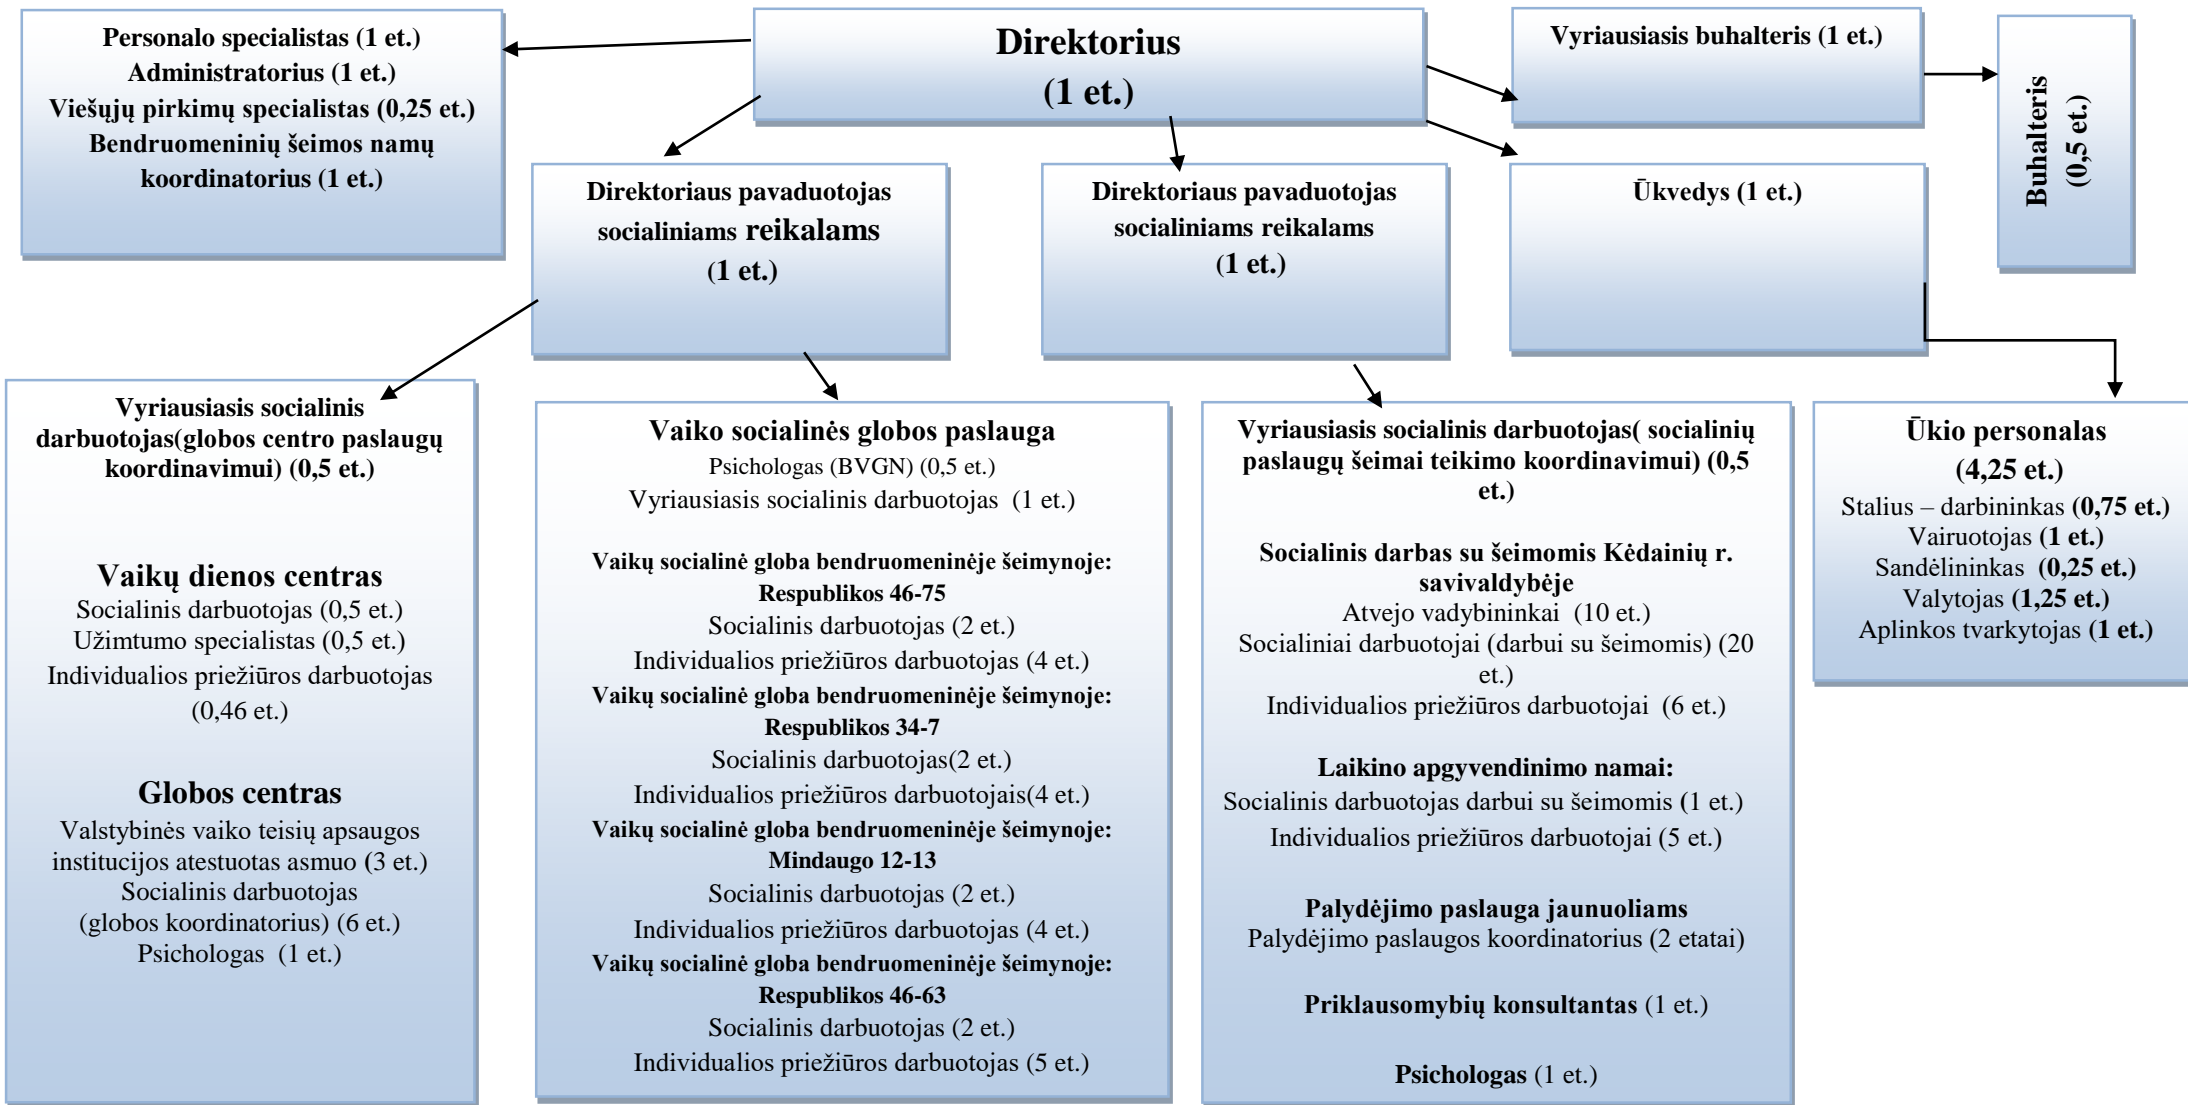 Personalo specialistas (1 et.)
Administratorius (1 et.)
Viešųjų pirkimų specialistas (0,25 et.)
Bendruomeninių šeimos namų
koordinatorius (1 et.)
Direktorius
(1 et.)
Vyriausiasis buhalteris (1 et.)
Buhalteris
(0,5 et.)
Direktoriaus pavaduotojas
socialiniams reikalams
(1 et.)
Direktoriaus pavaduotojas
socialiniams reikalams
(1 et.)
Ūkvedys (1 et.)
Vyriausiasis socialinis
darbuotojas(globos centro paslaugų
koordinavimui) (0,5 et.)
Vaikų dienos centras
Socialinis darbuotojas (0,5 et.)
Užimtumo specialistas (0,5 et.)
Individualios priežiūros darbuotojas
(0,46 et.)
Globos centras
Valstybinės vaiko teisių apsaugos
institucijos atestuotas asmuo (3 et.)
Socialinis darbuotojas
(globos koordinatorius) (6 et.)
Psichologas (1 et.)
Vaiko socialinės globos paslauga
Psichologas (BVGN) (0,5 et.)
Vyriausiasis socialinis darbuotojas (1 et.)
Vaikų socialinė globa bendruomeninėje šeimynoje:
Respublikos 46-75
Socialinis darbuotojas (2 et.)
Individualios priežiūros darbuotojas (4 et.)
Vaikų socialinė globa bendruomeninėje šeimynoje:
Respublikos 34-7
Socialinis darbuotojas(2 et.)
Individualios priežiūros darbuotojais(4 et.)
Vaikų socialinė globa bendruomeninėje šeimynoje:
Mindaugo 12-13
Socialinis darbuotojas (2 et.)
Individualios priežiūros darbuotojas (4 et.)
Vaikų socialinė globa bendruomeninėje šeimynoje:
Respublikos 46-63
Socialinis darbuotojas (2 et.)
Individualios priežiūros darbuotojas (5 et.)
Vyriausiasis socialinis darbuotojas( socialinių
paslaugų šeimai teikimo koordinavimui) (0,5
et.)
Socialinis darbas su šeimomis Kėdainių r.
savivaldybėje
Atvejo vadybininkai (10 et.)
Socialiniai darbuotojai (darbui su šeimomis) (20
et.)
Individualios priežiūros darbuotojai (6 et.)
Laikino apgyvendinimo namai:
Socialinis darbuotojas darbui su šeimomis (1 et.)
Individualios priežiūros darbuotojai (5 et.)
Palydėjimo paslauga jaunuoliams
Palydėjimo paslaugos koordinatorius (2 etatai)
Priklausomybių konsultantas (1 et.)
Psichologas (1 et.)
Ūkio personalas
(4,25 et.)
Stalius – darbininkas (0,75 et.)
Vairuotojas (1 et.)
Sandėlininkas (0,25 et.)
Valytojas (1,25 et.)
Aplinkos tvarkytojas (1 et.)